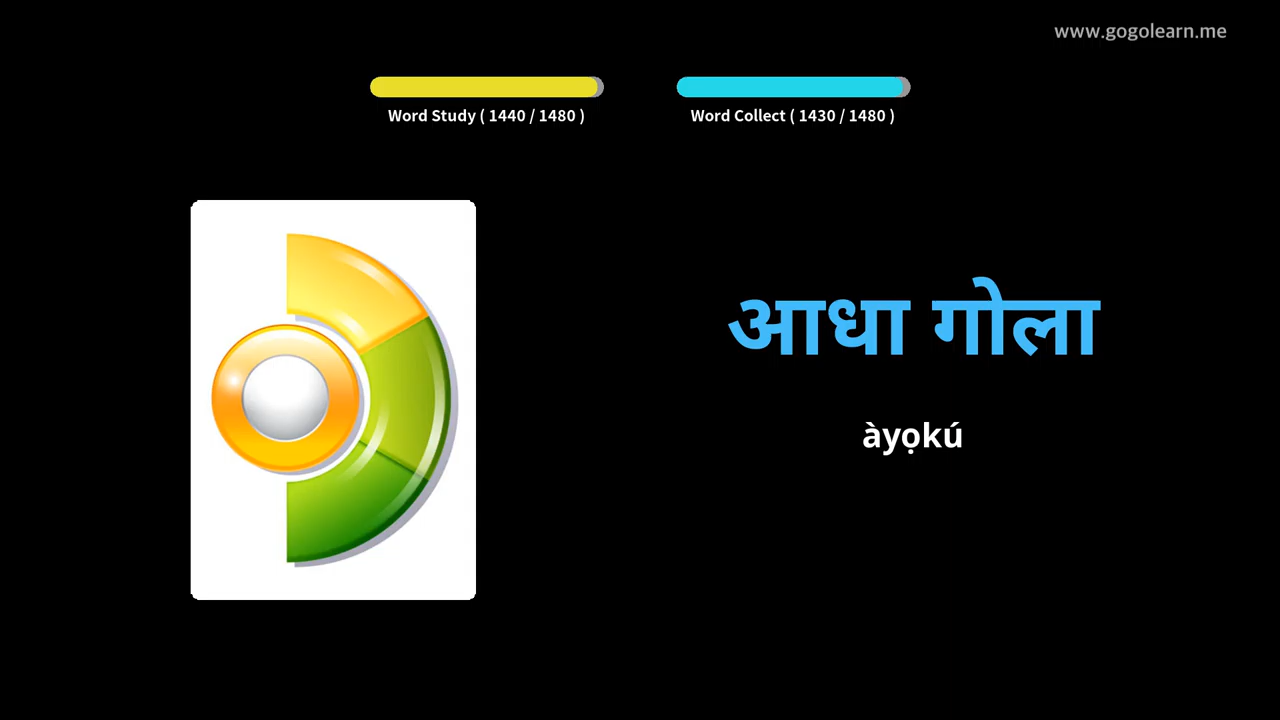 www.gogolearn.me
Word Study ( 1440 / 1480 )
Word Collect ( 1430 / 1480 )
आधा गोला
àyọkú